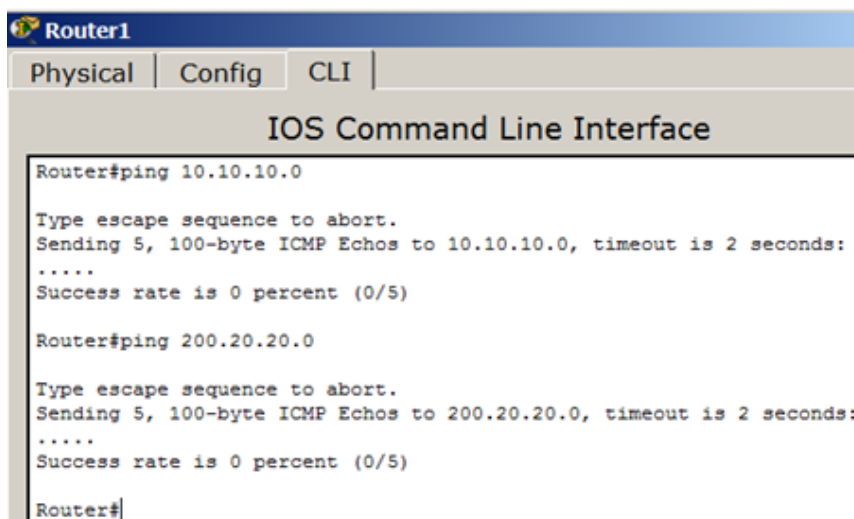 Router1
Physical Config CLI
IOS Command Line Interface
Router#ping 10.10.10.0
Type escape sequence to abort.
Sending 5, 100-byte ICMP Echos to 10.10.10.0, timeout is 2 seconds:
.....
Success rate is 0 percent (0/5)
Router#ping 200.20.20.0
Type escape sequence to abort.
Sending 5, 100-byte ICMP Echos to 200.20.20.0, timeout is 2 seconds:
.....
Success rate is 0 percent (0/5)
Router#